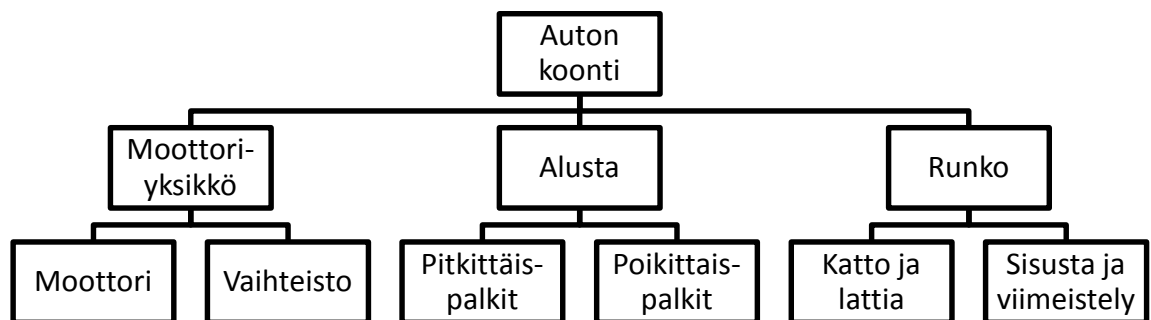 Auton
koonti
Moottori-
yksikkö
Alusta
Runko
Moottori
Vaihteisto
Pitkittäis-
palkit
Poikittais-
palkit
Katto ja
lattia
Sisusta ja
viimeistely